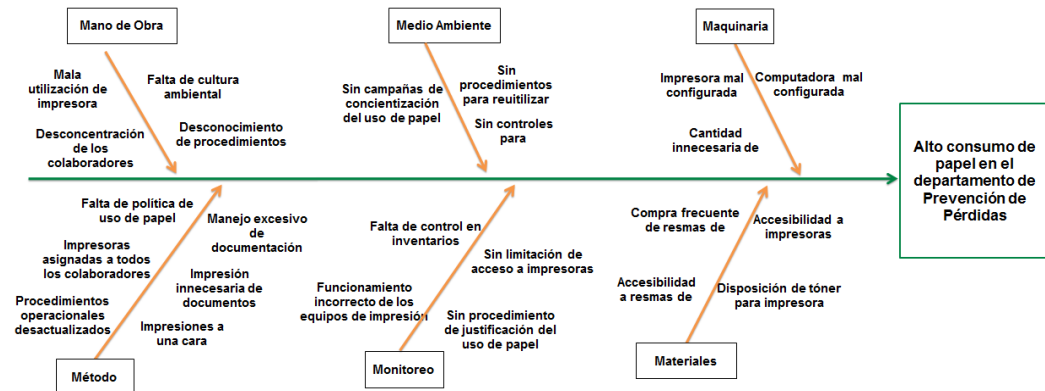 Mano de Obra
Medio Ambiente
Maquinaria
Mala
utilización de
impresora
Falta de cultura
ambiental
Desconcentración
de los
colaboradores
Desconocimiento
de procedimientos
Sin campañas de
concientización
del uso de papel
Sin
procedimientos
para reuitilizar
Sin controles
para
Impresora mal
configurada
Computadora mal
configurada
Cantidad
innecesaria de
Alto consumo de
papel en el
departamento de
Prevención de
Pérdidas
Falta de política de
uso de papel
Manejo excesivo
de
documentación
Impresoras
asignadas a todos
los colaboradores
Impresión
innecesaria de
documentos
Procedimientos
operacionales
desactualizados
Impresiones a
una cara
Falta de control en
inventarios
Sin limitación de
acceso a impresoras
Funcionamiento
incorrecto de los
equipos de impresión
Sin procedimiento
de justificación del
uso de papel
Compra frecuente
de resmas de
Accesibilidad a
impresoras
Accesibilidad
a resmas de
Disposición de tóner
para impresora
Método
Monitoreo
Materiales